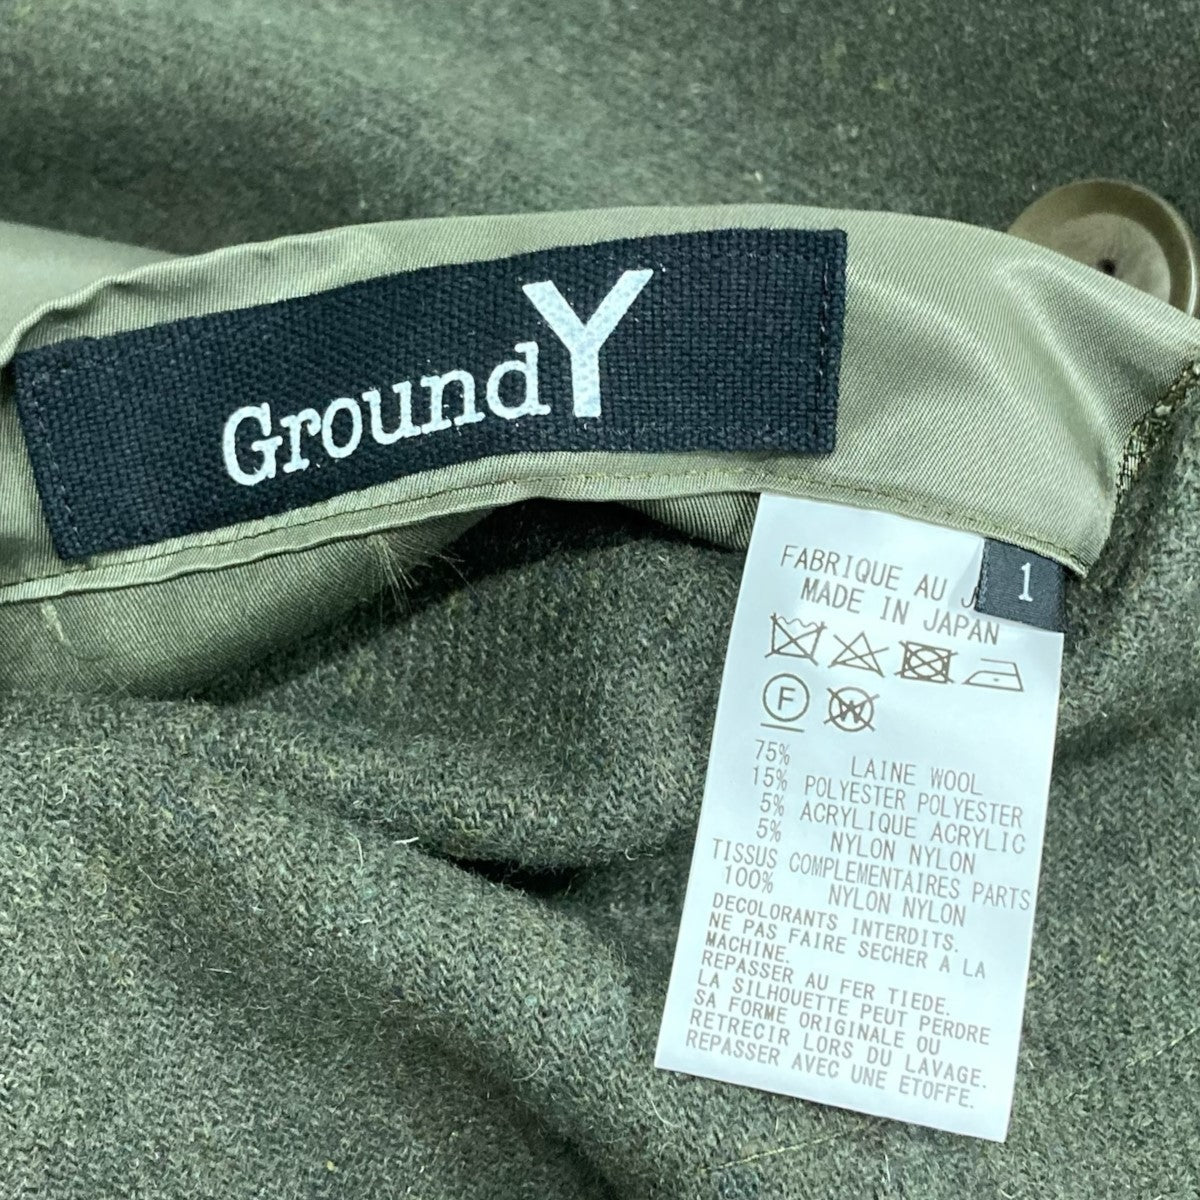 GroundY
1
FABRIQUE AU
MADE IN JAPAN
F W
75% LAINE WOOL
15% POLYESTER POLYESTER
5% ACRYLIQUE ACRYLIC
5% NYLON NYLON
TISSUS COMPLEMENTAIRES PARTS
100% NYLON NYLON
DECOLORANTS INTERDITS.
NE PAS FAIRE SECHER A LA
MACHINE.
REPASSER AU FER TIEDE.
LA SILHOUETTE PEUT PERDRE
SA FORME ORIGINALE OU
RETRECIR LORS DU LAVAGE.
REPASSER AVEC UNE ETOFFE.